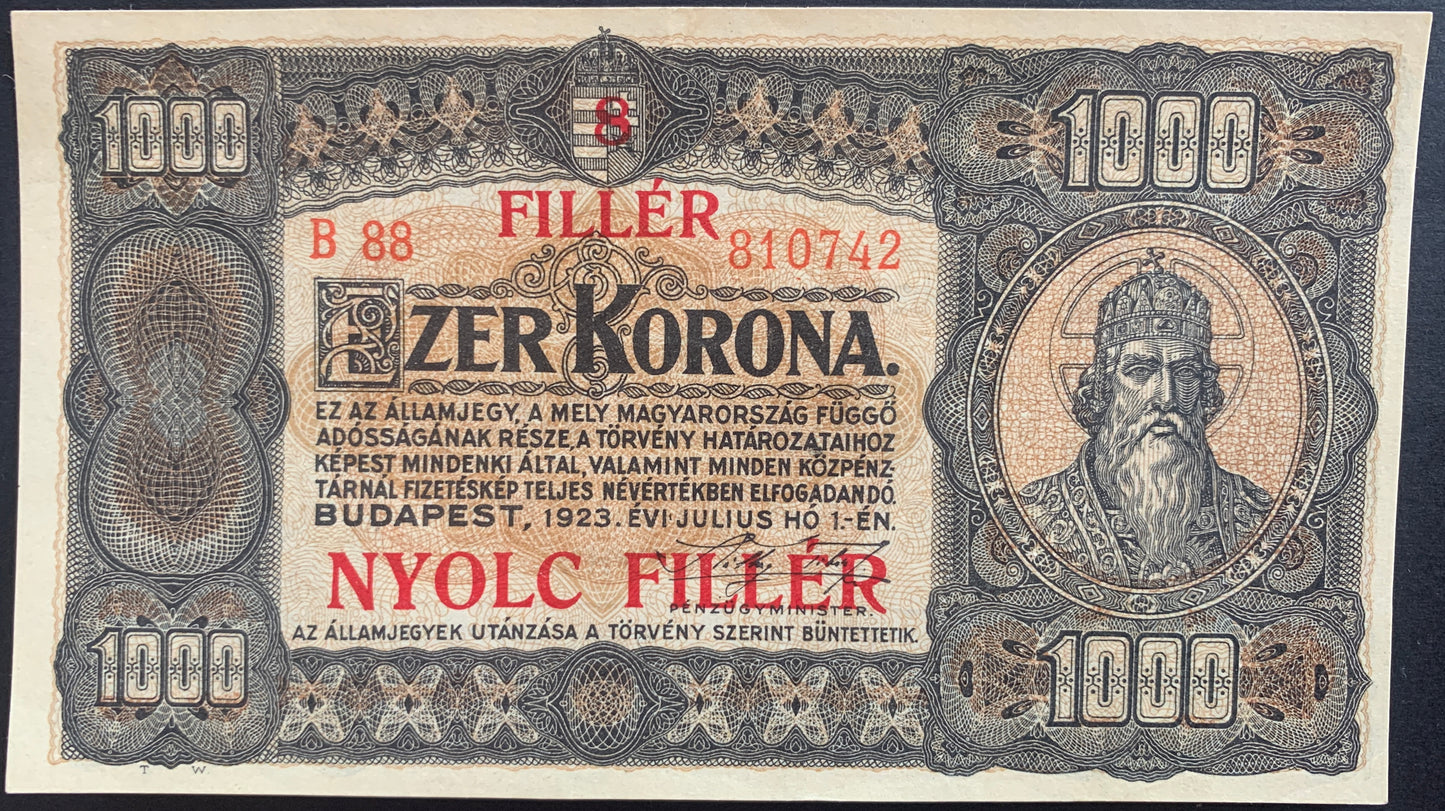 1000
8
1000
FILLÉR
B 88
810742
EZER KORONA.
EZ AZ ÁLLAMJEGY, A MELY MAGYARORSZÁG FÜGGŐ
ADÓSSÁGÁNAK RÉSZE, A TÖRVÉNY HATÁROZATAIHOZ
KÉPEST MINDENKI ÁLTAL, VALAMINT MINDEN KÖZPÉNZ-
TÁRNÁL FIZETÉSKÉP TELJES NÉVÉRTÉKBEN ELFOGADANDÓ.
BUDAPEST, 1923. ÉVI JULIUS HÓ 1.-ÉN.
NYOLC FILLÉR
PÉNZÜGYMINISTER.
AZ ÁLLAMJEGYEK UTÁNZÁSA A TÖRVÉNY SZERINT BÜNTETTETIK.
1000
1000
T W.